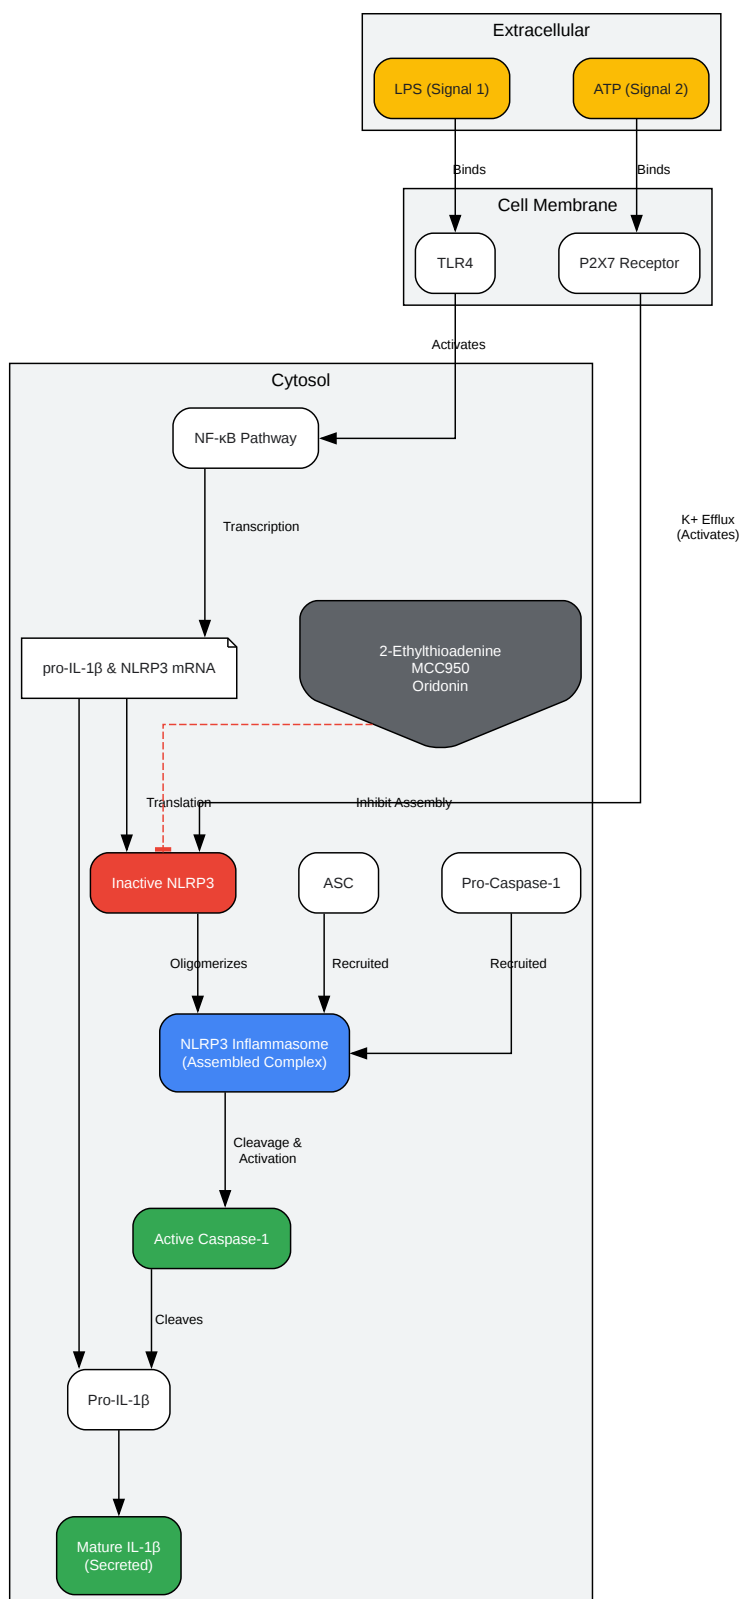 Extracellular
LPS (Signal 1)
ATP (Signal 2)
Binds
Binds
Cell Membrane
TLR4
P2X7 Receptor
Activates
Cytosol
NF-κB Pathway
Transcription
K+ Efflux
(Activates)
pro-IL-1β & NLRP3 mRNA
2-Ethylthioadenine
MCC950
Oridonin
Translation
Inhibit Assembly
Inactive NLRP3
ASC
Pro-Caspase-1
Oligomerizes
Recruited
Recruited
NLRP3 Inflammasome
(Assembled Complex)
Cleavage &
Activation
Active Caspase-1
Cleaves
Pro-IL-1β
Mature IL-1β
(Secreted)